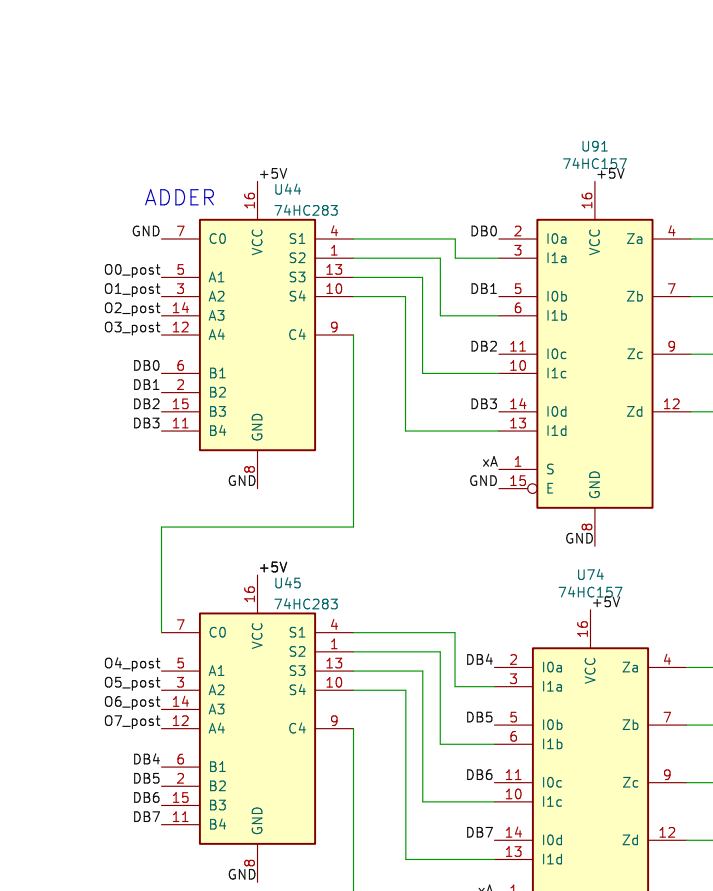 U91
74HC157
+5V
16
ADDER
+5V
U44
74HC283
16
GND 7 C0 VCC S1 4
S2 1
O0_post 5 A1 S3 13
O1_post 3 A2 S4 10
O2_post 14 A3
O3_post 12 A4 C4 9
DB0 6 B1
DB1 2 B2
DB2 15 B3
DB3 11 B4
GND
GND 8
DB0 2 I0a VCC Za 4
3 I1a
DB1 5 I0b Zb 7
6 I1b
DB2 11 I0c Zc 9
10 I1c
DB3 14 I0d Zd 12
13 I1d
xA 1 S
GND 15 E
GND
GND 8
+5V
U45
74HC283
16
7 C0 VCC S1 4
S2 1
O4_post 5 A1 S3 13
O5_post 3 A2 S4 10
O6_post 14 A3
O7_post 12 A4 C4 9
DB4 6 B1
DB5 2 B2
DB6 15 B3
DB7 11 B4
GND
GND 8
U74
74HC157
+5V
16
DB4 2 I0a VCC Za 4
3 I1a
DB5 5 I0b Zb 7
6 I1b
DB6 11 I0c Zc 9
10 I1c
DB7 14 I0d Zd 12
13 I1d
xA 1